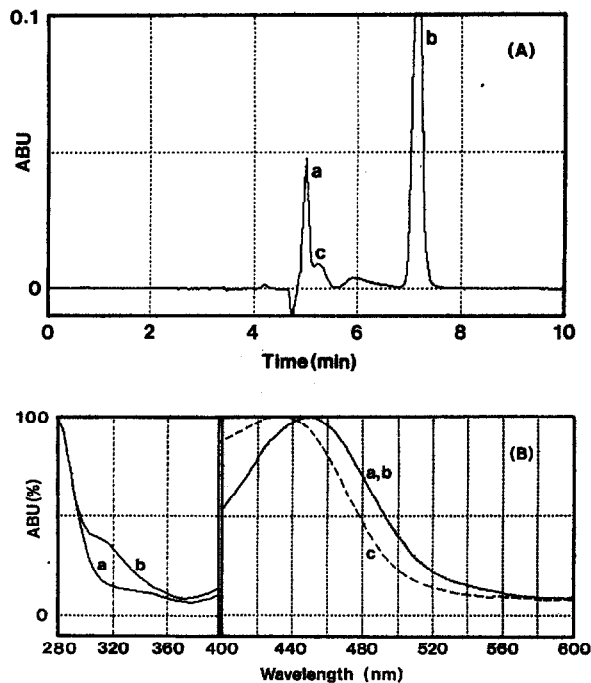 0.1
(A)
b
ABU
a
c
0
0 2 4 6 8 10
Time (min)
100
(B)
ABU (%)
a,b
b
a
c
0
280 320 360 400 440 480 520 560 600
Wavelength (nm)